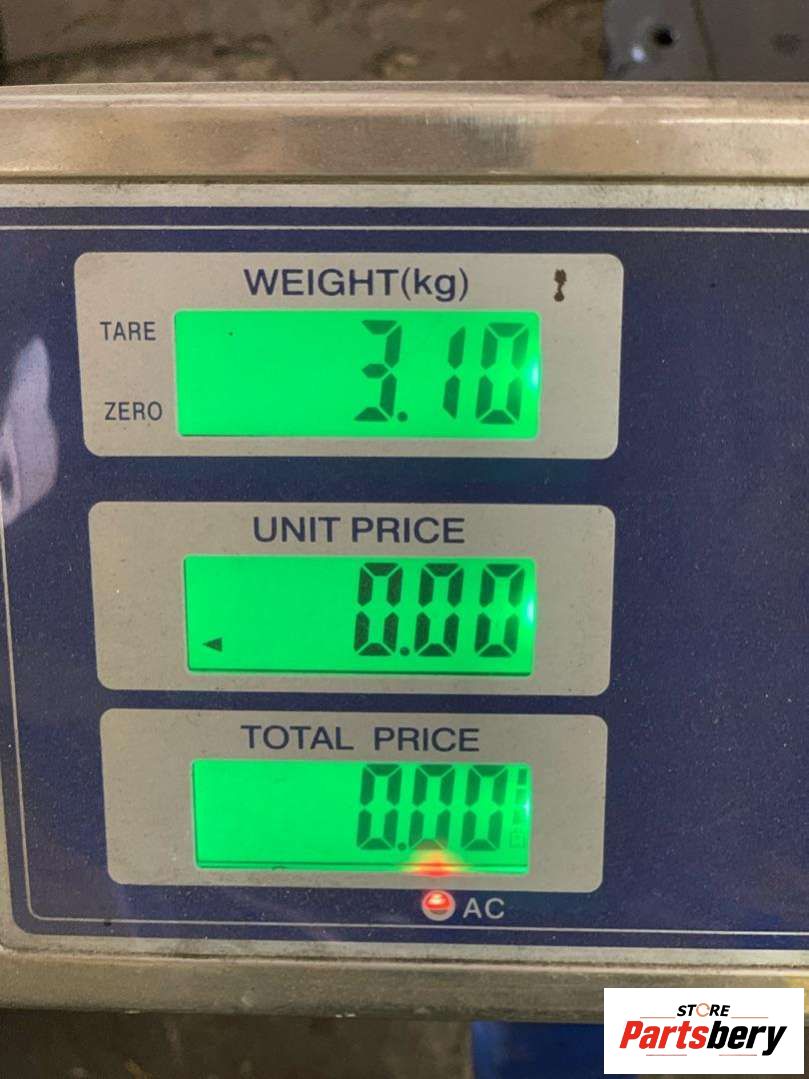 WEIGHT(kg)
TARE
3.10
ZERO
UNIT PRICE
0.00
TOTAL PRICE
0.00
AC
STORE
Partsbery